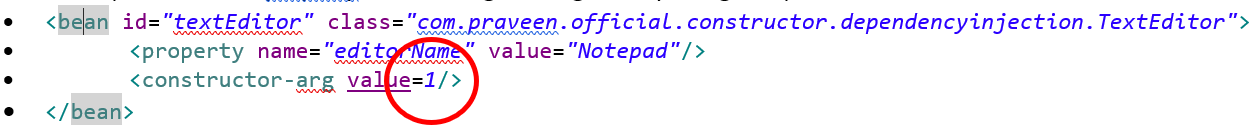 <bean id="textEditor" class="com.praveen.official.constructor.dependencyinjection.TextEditor">
<property name="editorName" value="Notepad"/>
<constructor-arg value=1/>
</bean>